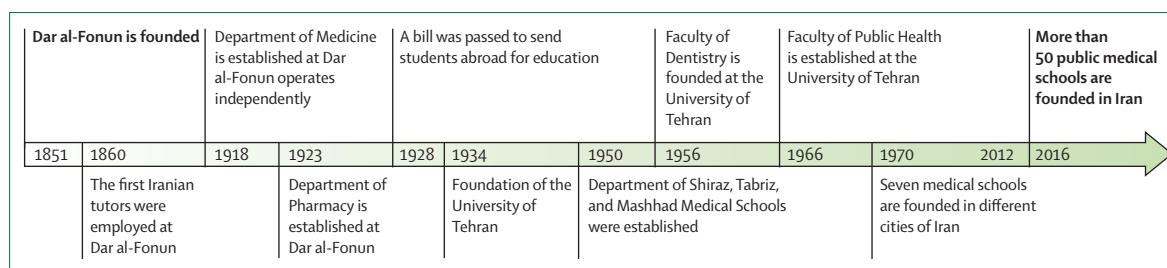 Dar al-Fonun is founded
Department of Medicine
is established at Dar
al-Fonun operates
independently
A bill was passed to send
students abroad for education
Faculty of
Dentistry is
founded at the
University of
Tehran
Faculty of Public Health
is established at the
University of Tehran
More than
50 public medical
schools are
founded in Iran
1851 1860 1918 1923 1928 1934 1950 1956 1966 1970 2012 2016
The first Iranian
tutors were
employed at
Dar al-Fonun
Department of
Pharmacy is
established at
Dar al-Fonun
Foundation of the
University of
Tehran
Department of Shiraz, Tabriz,
and Mashhad Medical Schools
were established
Seven medical schools
are founded in different
cities of Iran